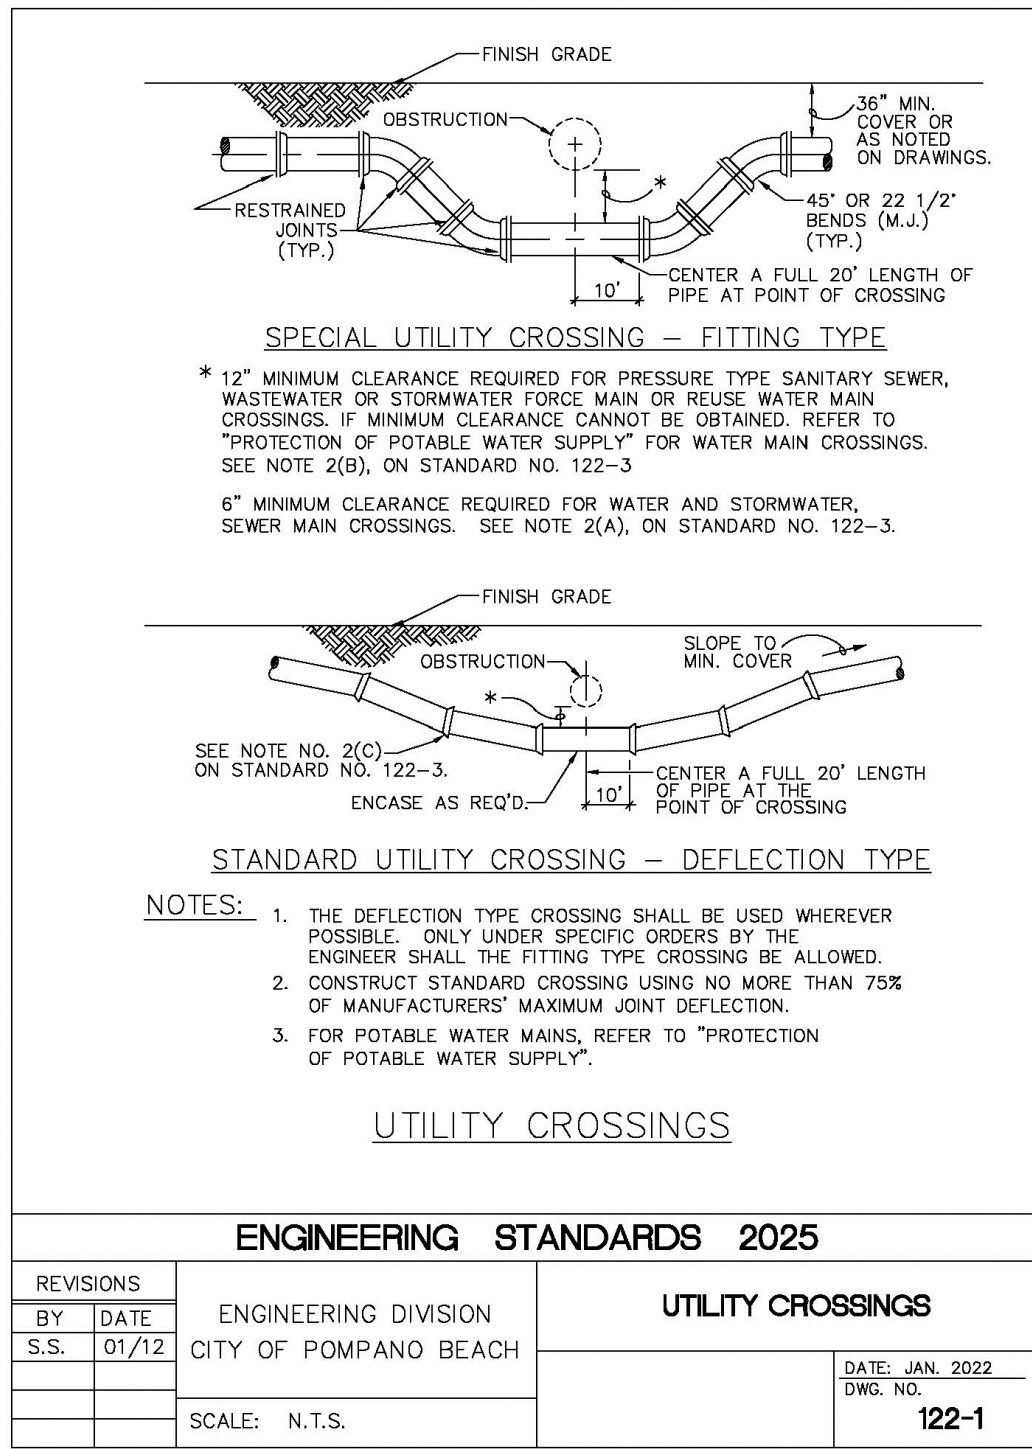 FINISH GRADE
OBSTRUCTION
36" MIN.
COVER OR
AS NOTED
ON DRAWINGS.
*
RESTRAINED
JOINTS
(TYP.)
45° OR 22 1/2°
BENDS (M.J.)
(TYP.)
CENTER A FULL 20' LENGTH OF
PIPE AT POINT OF CROSSING
10'
SPECIAL UTILITY CROSSING – FITTING TYPE
* 12" MINIMUM CLEARANCE REQUIRED FOR PRESSURE TYPE SANITARY SEWER,
WASTEWATER OR STORMWATER FORCE MAIN OR REUSE WATER MAIN
CROSSINGS. IF MINIMUM CLEARANCE CANNOT BE OBTAINED. REFER TO
"PROTECTION OF POTABLE WATER SUPPLY" FOR WATER MAIN CROSSINGS.
SEE NOTE 2(B), ON STANDARD NO. 122–3
6" MINIMUM CLEARANCE REQUIRED FOR WATER AND STORMWATER,
SEWER MAIN CROSSINGS. SEE NOTE 2(A), ON STANDARD NO. 122–3.
FINISH GRADE
SLOPE TO
MIN. COVER
OBSTRUCTION
*
SEE NOTE NO. 2(C)
ON STANDARD NO. 122–3.
ENCASE AS REQ'D.
10'
CENTER A FULL 20' LENGTH
OF PIPE AT THE
POINT OF CROSSING
STANDARD UTILITY CROSSING – DEFLECTION TYPE
NOTES:
1. THE DEFLECTION TYPE CROSSING SHALL BE USED WHEREVER
POSSIBLE. ONLY UNDER SPECIFIC ORDERS BY THE
ENGINEER SHALL THE FITTING TYPE CROSSING BE ALLOWED.
2. CONSTRUCT STANDARD CROSSING USING NO MORE THAN 75%
OF MANUFACTURERS' MAXIMUM JOINT DEFLECTION.
3. FOR POTABLE WATER MAINS, REFER TO "PROTECTION
OF POTABLE WATER SUPPLY".
UTILITY CROSSINGS
ENGINEERING STANDARDS 2025
REVISIONS
BY DATE
S.S. 01/12
ENGINEERING DIVISION
CITY OF POMPANO BEACH
SCALE: N.T.S.
UTILITY CROSSINGS
DATE: JAN. 2022
DWG. NO.
122-1